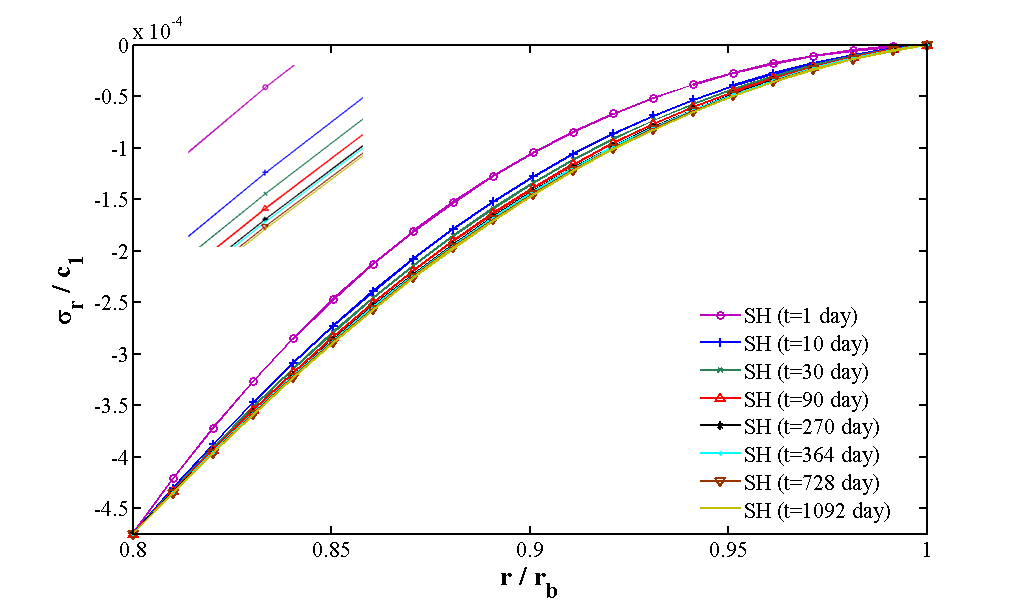 x 10-4
0
-0.5
-1
-1.5
-2
-2.5
-3
-3.5
-4
-4.5
σr / c1
SH (t=1 day)
SH (t=10 day)
SH (t=30 day)
SH (t=90 day)
SH (t=270 day)
SH (t=364 day)
SH (t=728 day)
SH (t=1092 day)
0.8 0.85 0.9 0.95 1
r / rb